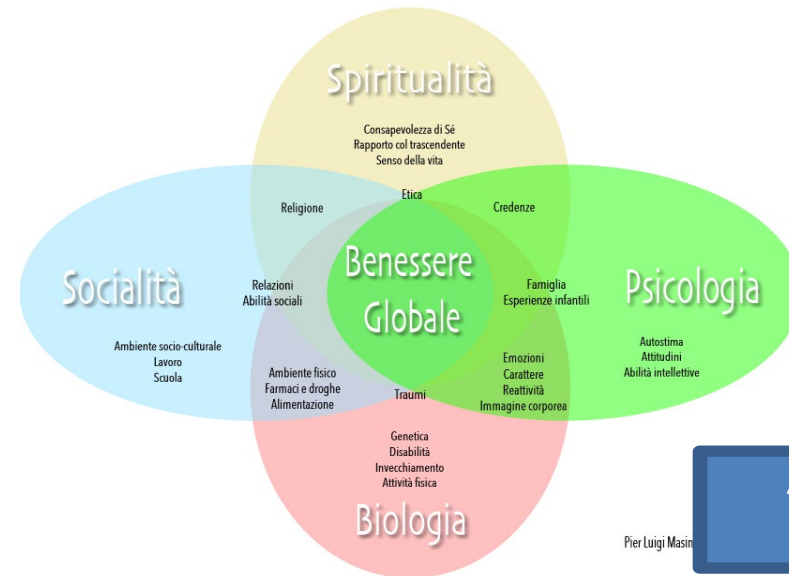 Spiritualità
Consapevolezza di Sé
Rapporto col trascendente
Senso della vita
Etica
Religione
Credenze
Socialità
Relazioni
Abilità sociali
Benessere
Globale
Famiglia
Esperienze infantili
Psicologia
Ambiente socio-culturale
Lavoro
Scuola
Autostima
Attitudini
Abilità intellettive
Ambiente fisico
Farmaci e droghe
Alimentazione
Emozioni
Carattere
Reattività
Immagine corporea
Traumi
Genetica
Disabilità
Invecchiamento
Attività fisica
Biologia
Pier Luigi